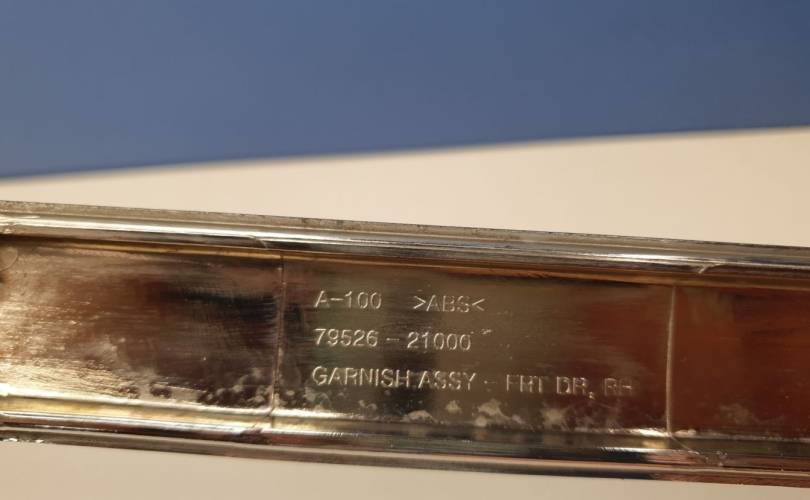 A-100 >ABS<
79526-21000
GARNISH ASSY - FRT DR, RH